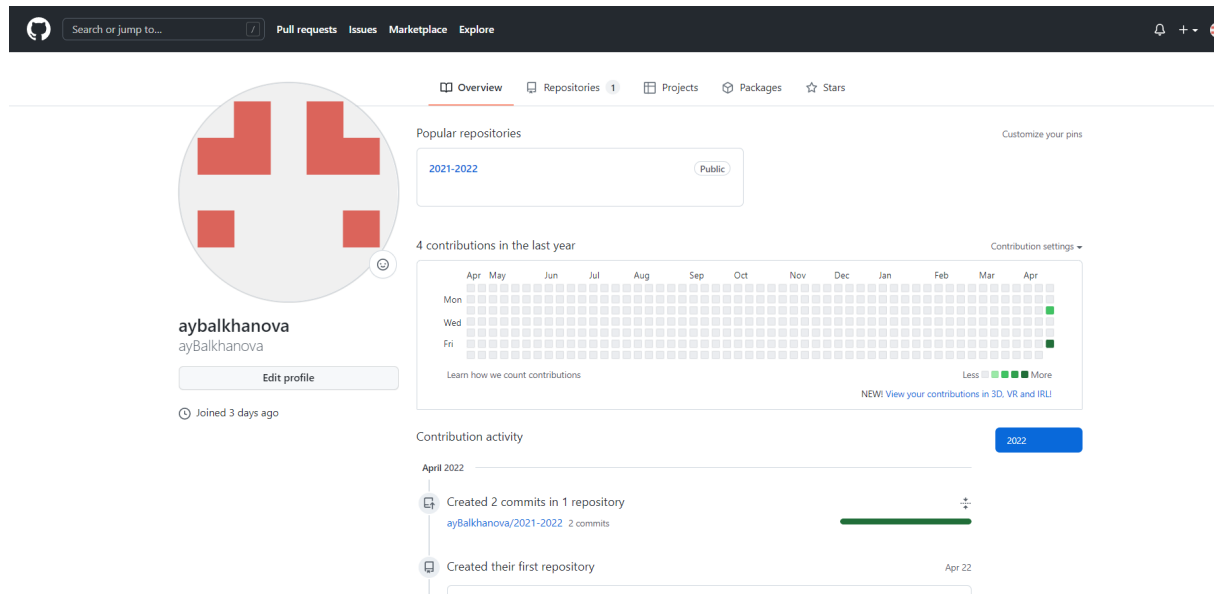 Search or jump to... / Pull requests Issues Marketplace Explore
Overview Repositories 1 Projects Packages Stars
Popular repositories Customize your pins
2021-2022 Public
4 contributions in the last year Contribution settings
Apr May Jun Jul Aug Sep Oct Nov Dec Jan Feb Mar Apr
Mon
Wed
Fri
Learn how we count contributions Less More
NEW! View your contributions in 3D, VR and IRL!
aybalkhanova
ayBalkhanova
Edit profile
Joined 3 days ago
Contribution activity 2022
April 2022
Created 2 commits in 1 repository
ayBalkhanova/2021-2022 2 commits
Created their first repository Apr 22